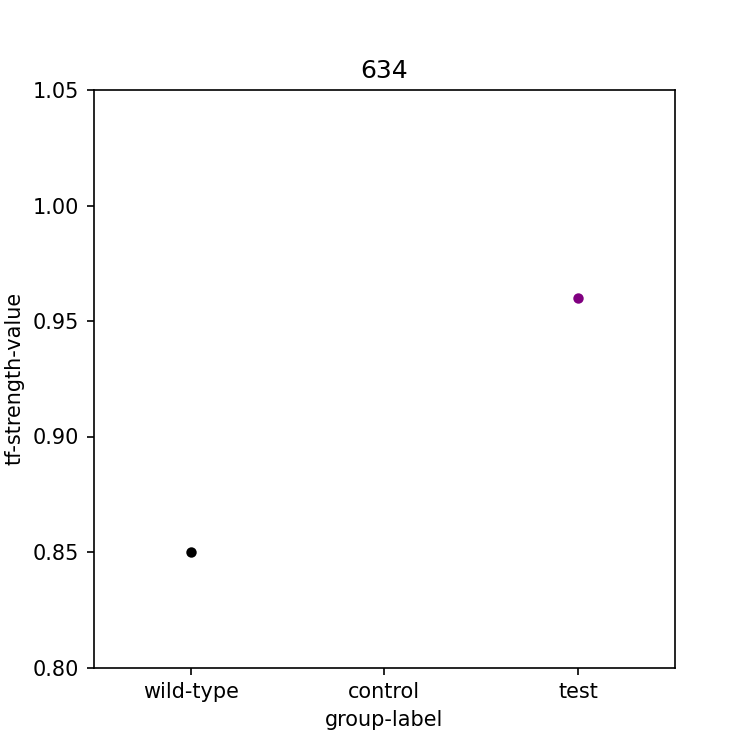 634
1.05
1.00
0.95
0.90
0.85
0.80
tf-strength-value
wild-type control test
group-label